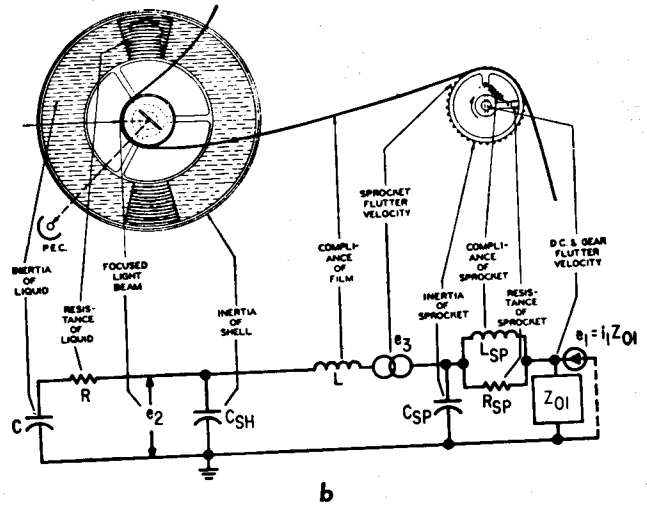 P.E.C.
INERTIA
OF
LIQUID
RESIS-
TANCE OF
LIQUID
FOCUSED
LIGHT
BEAM
INERTIA
OF
SHELL
COMPLI-
ANCE
OF
FILM
SPROCKET
FLUTTER
VELOCITY
INERTIA OF
SPROCKET
COMPLI-
ANCE OF
SPROCKET
RESIS-
TANCE OF
SPROCKET
D.C. & GEAR
FLUTTER
VELOCITY
C
R
e2
CSH
L
e3
CSP
LSP
RSP
e1 = i1Z01
Z01
b